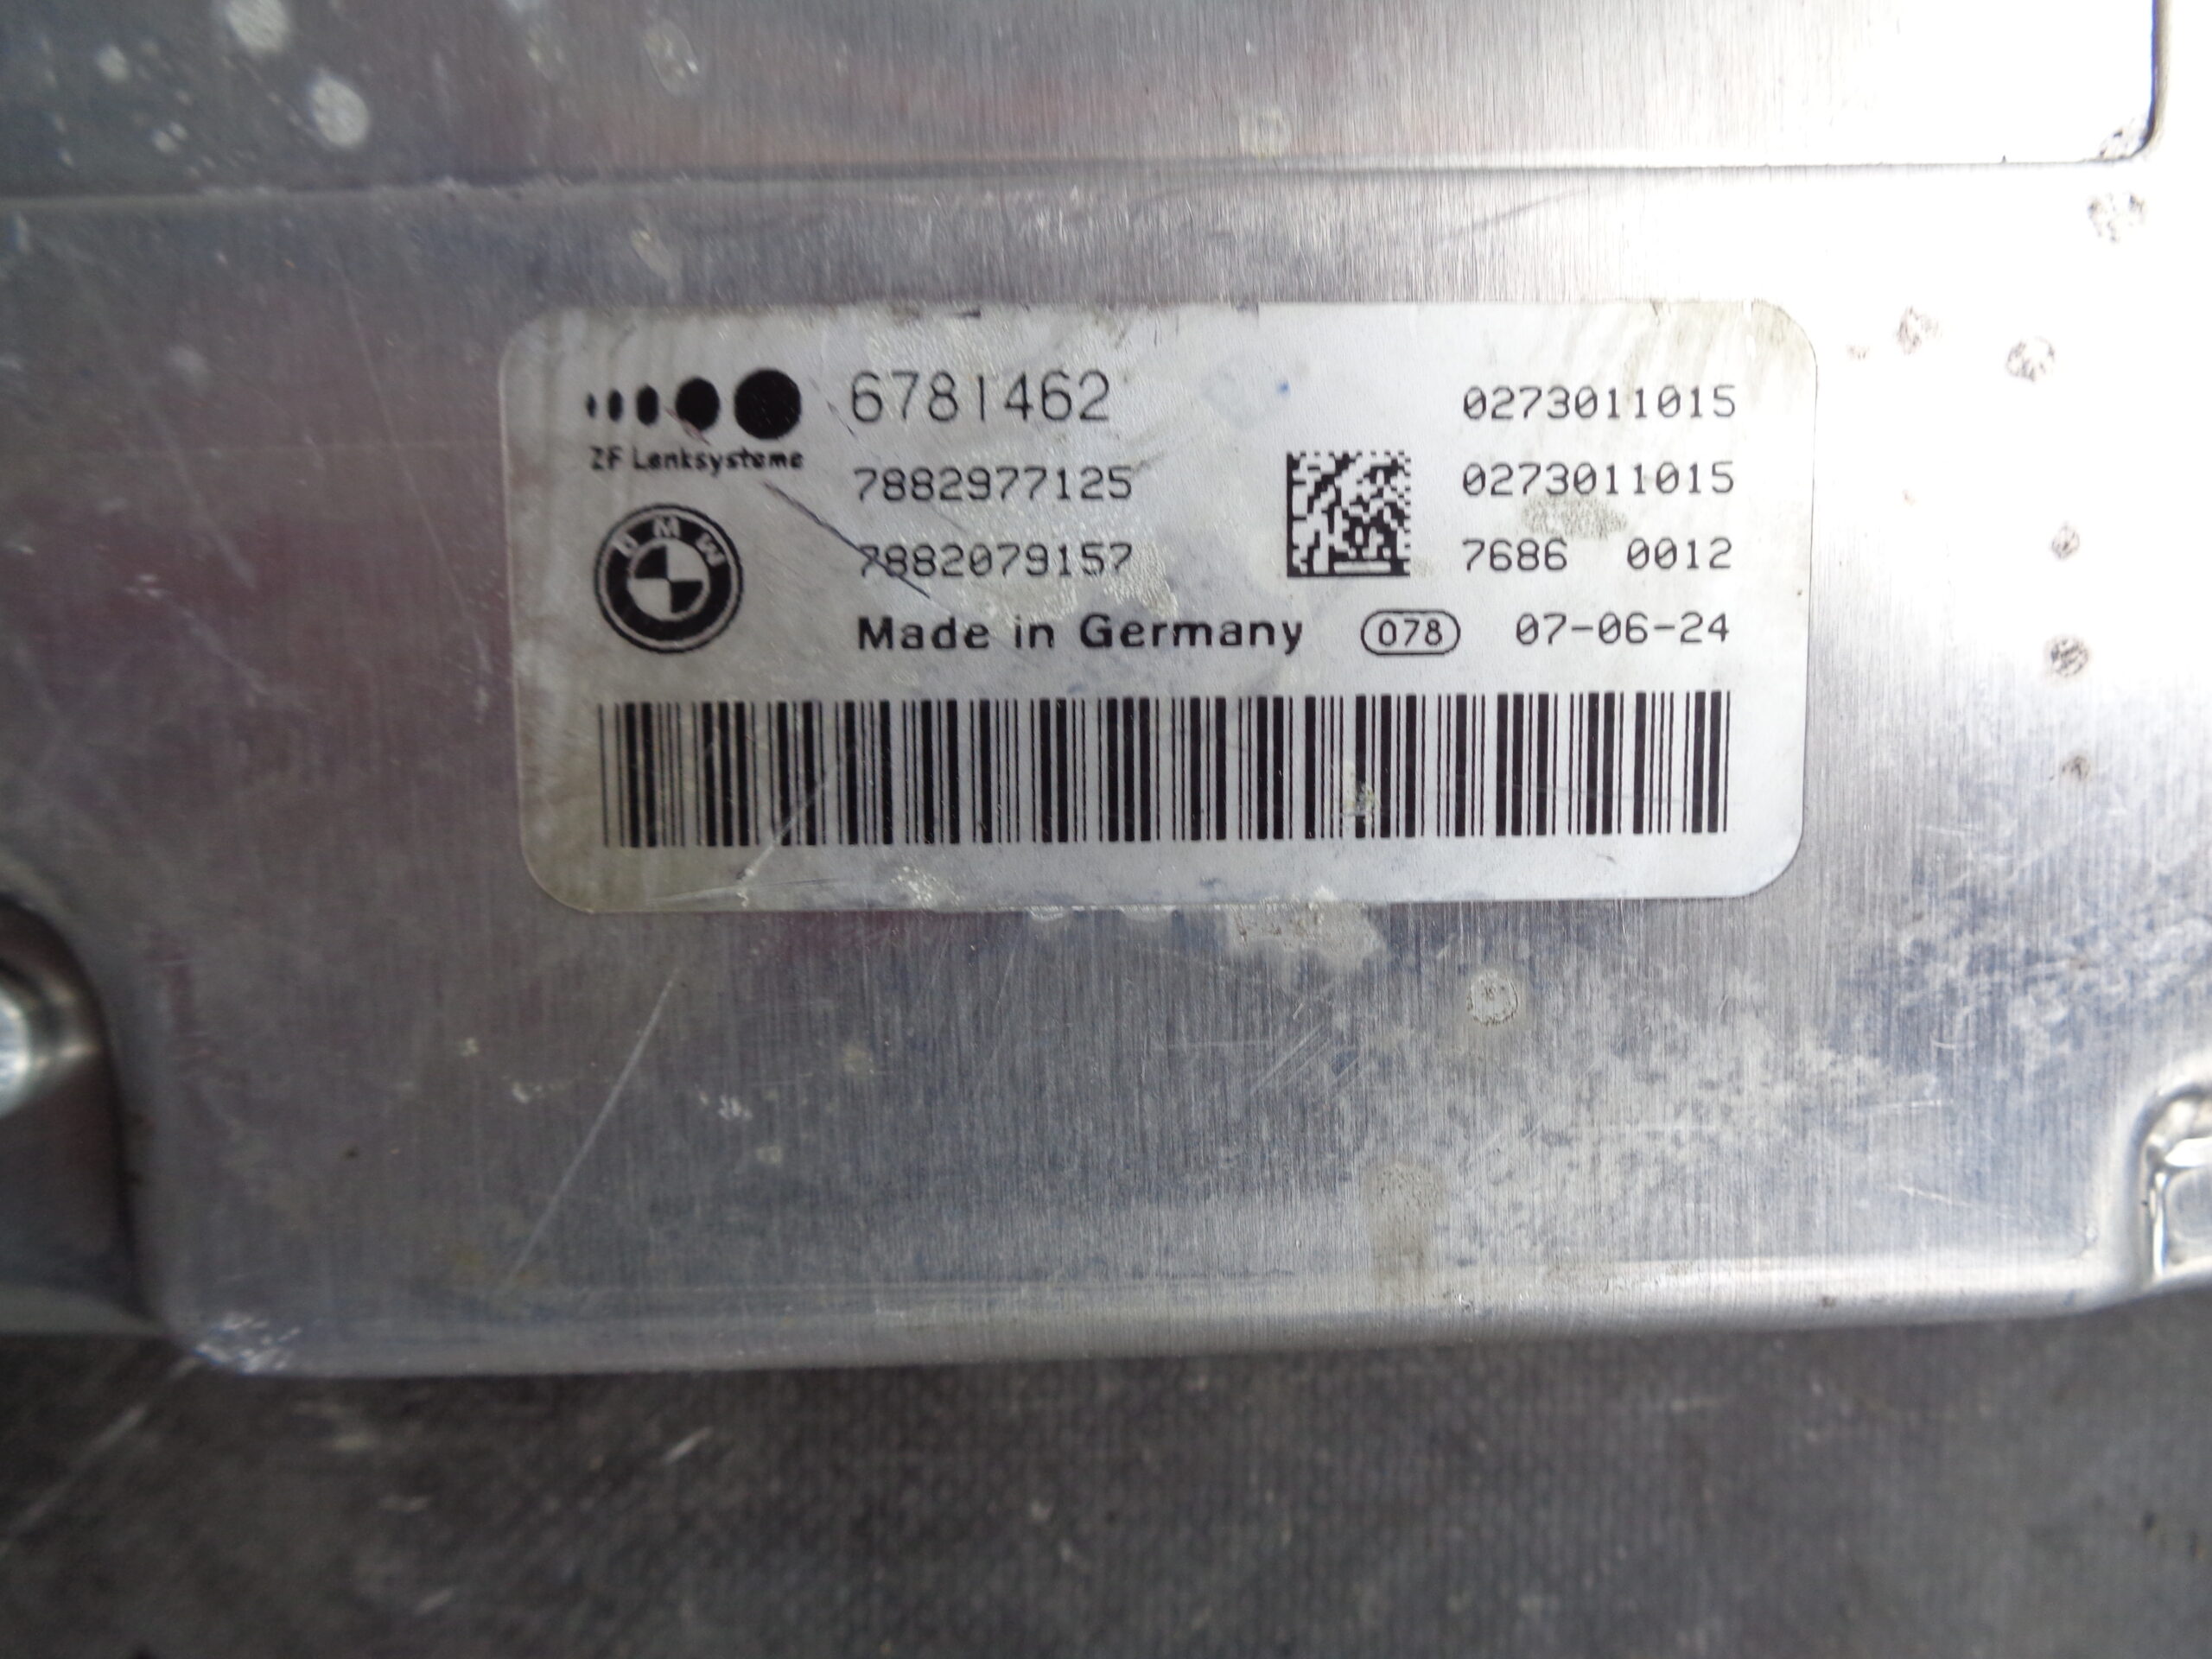 6781462 0273011015
ZF Lenksysteme
7882977125 0273011015
BMW
7882079157 7686 0012
Made in Germany 078 07-06-24